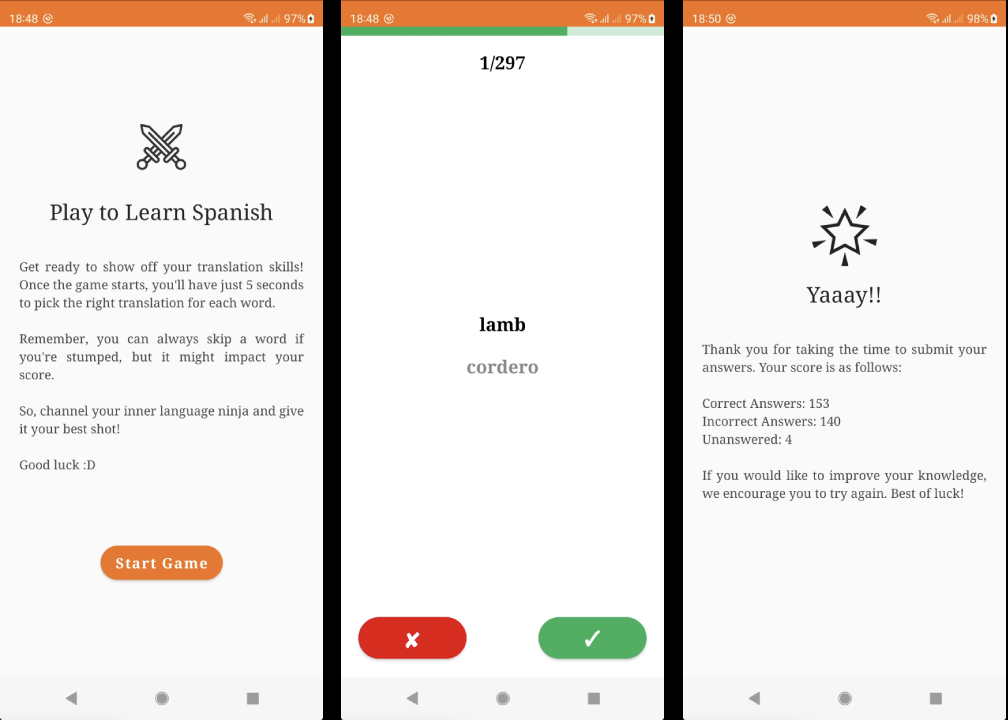 18:48
97%
Play to Learn Spanish
Get ready to show off your translation skills!
Once the game starts, you'll have just 5 seconds
to pick the right translation for each word.
Remember, you can always skip a word if
you're stumped, but it might impact your
score.
So, channel your inner language ninja and give
it your best shot!
Good luck :D
Start Game
18:48
97%
1/297
lamb
cordero
✘
✓
18:50
98%
Yaaay!!
Thank you for taking the time to submit your
answers. Your score is as follows:
Correct Answers: 153
Incorrect Answers: 140
Unanswered: 4
If you would like to improve your knowledge,
we encourage you to try again. Best of luck!